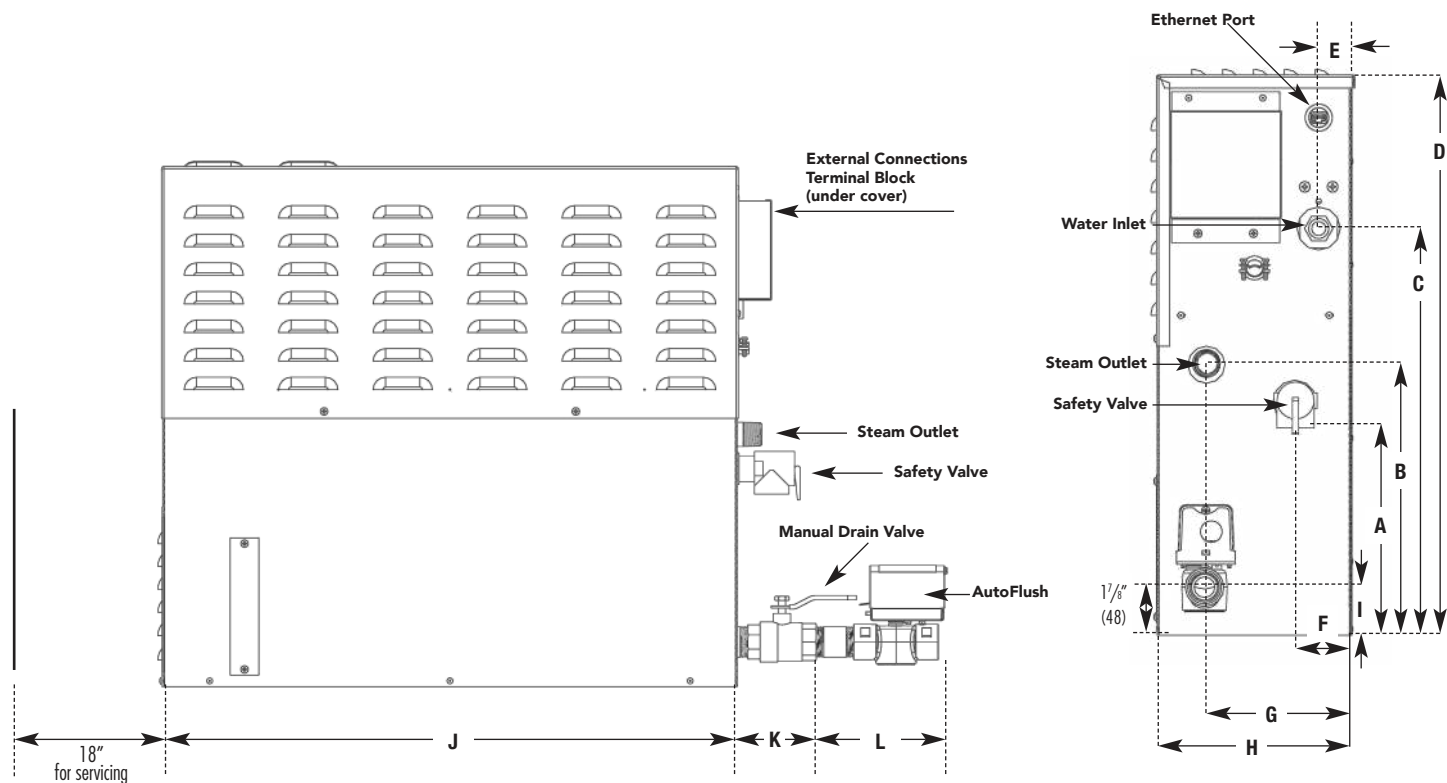 Ethernet Port
E
External Connections
Terminal Block
(under cover)
D
Water Inlet
C
Steam Outlet
Safety Valve
Steam Outlet
B
Safety Valve
A
Manual Drain Valve
AutoFlush
1⅞"
(48)
I
F
G
J
K
L
H
18"
for servicing